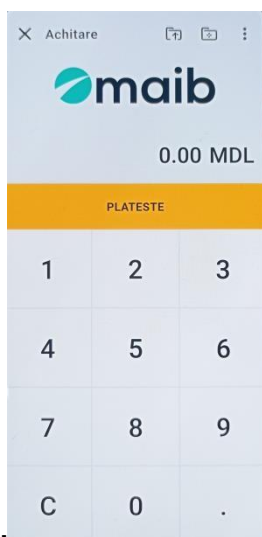 Achitare
maib
0.00 MDL
PLATESTE
1 2 3
4 5 6
7 8 9
C 0 .